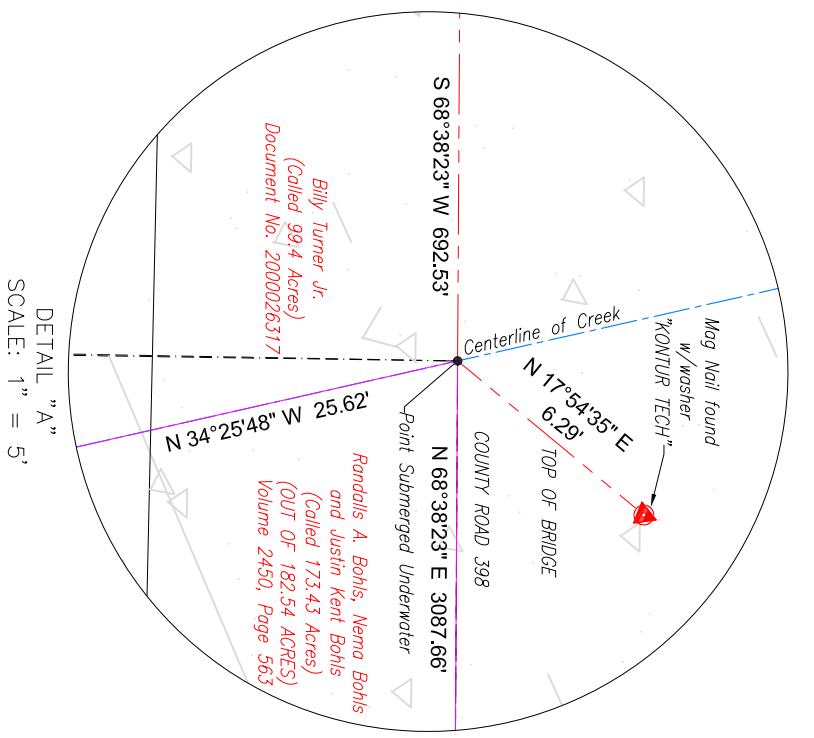 S 68°38'23" W 692.53'
Billy Turner Jr.
(Called 99.4 Acres)
Document No. 2000026317
Centerline of Creek
Mag Nail found
w/washer
"KONTUR TECH"
N 17°54'35" E
6.29'
TOP OF BRIDGE
COUNTY ROAD 398
N 68°38'23" E 3087.66'
Point Submerged Underwater
N 34°25'48" W 25.62'
Randalls A. Bohls, Nema Bohls
and Justin Kent Bohls
(Called 173.43 Acres)
(OUT OF 182.54 ACRES)
Volume 2450, Page 563
DETAIL "A"
SCALE: 1" = 5'